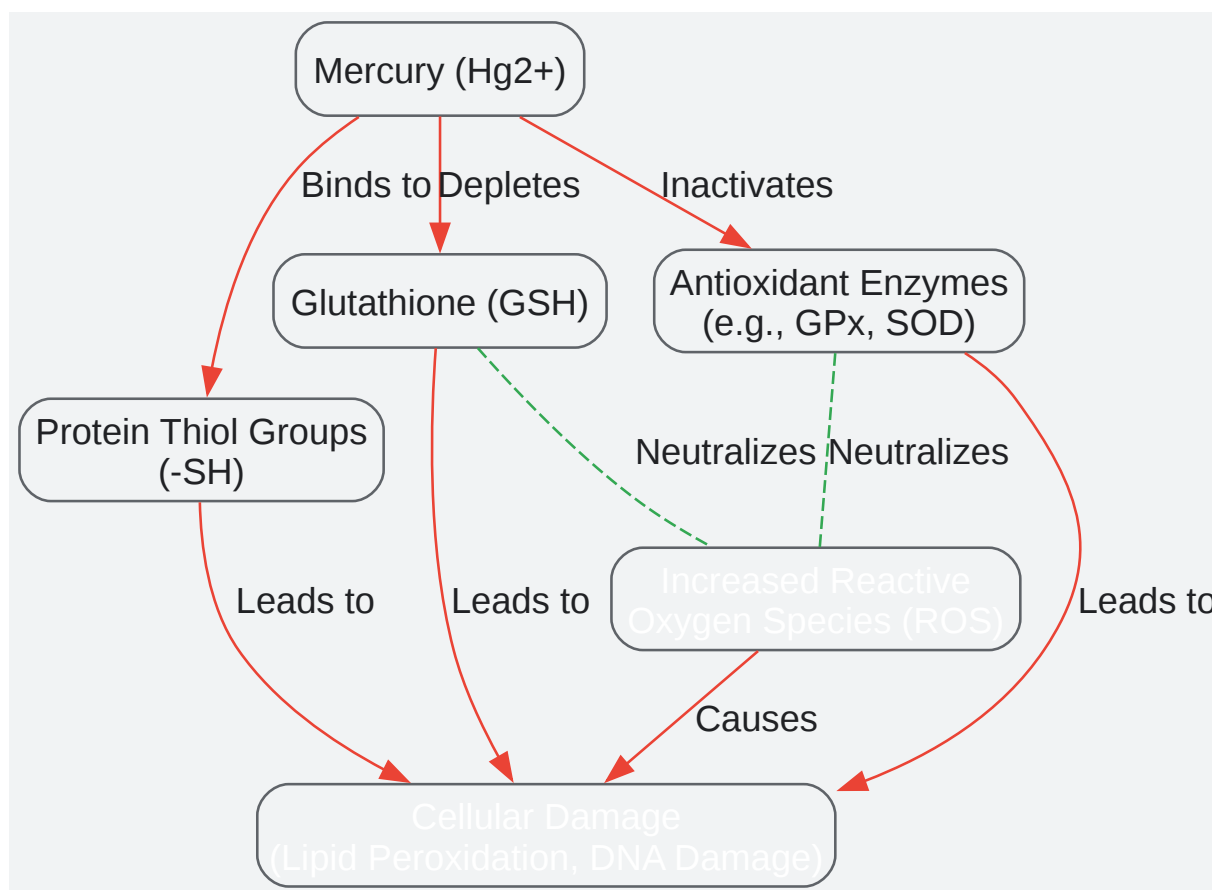 Mercury (Hg2+)
Binds to
Depletes
Inactivates
Glutathione (GSH)
Antioxidant Enzymes
(e.g., GPx, SOD)
Protein Thiol Groups
(-SH)
Neutralizes
Neutralizes
Increased Reactive
Oxygen Species (ROS)
Leads to
Leads to
Leads to
Causes
Cellular Damage
(Lipid Peroxidation, DNA Damage)